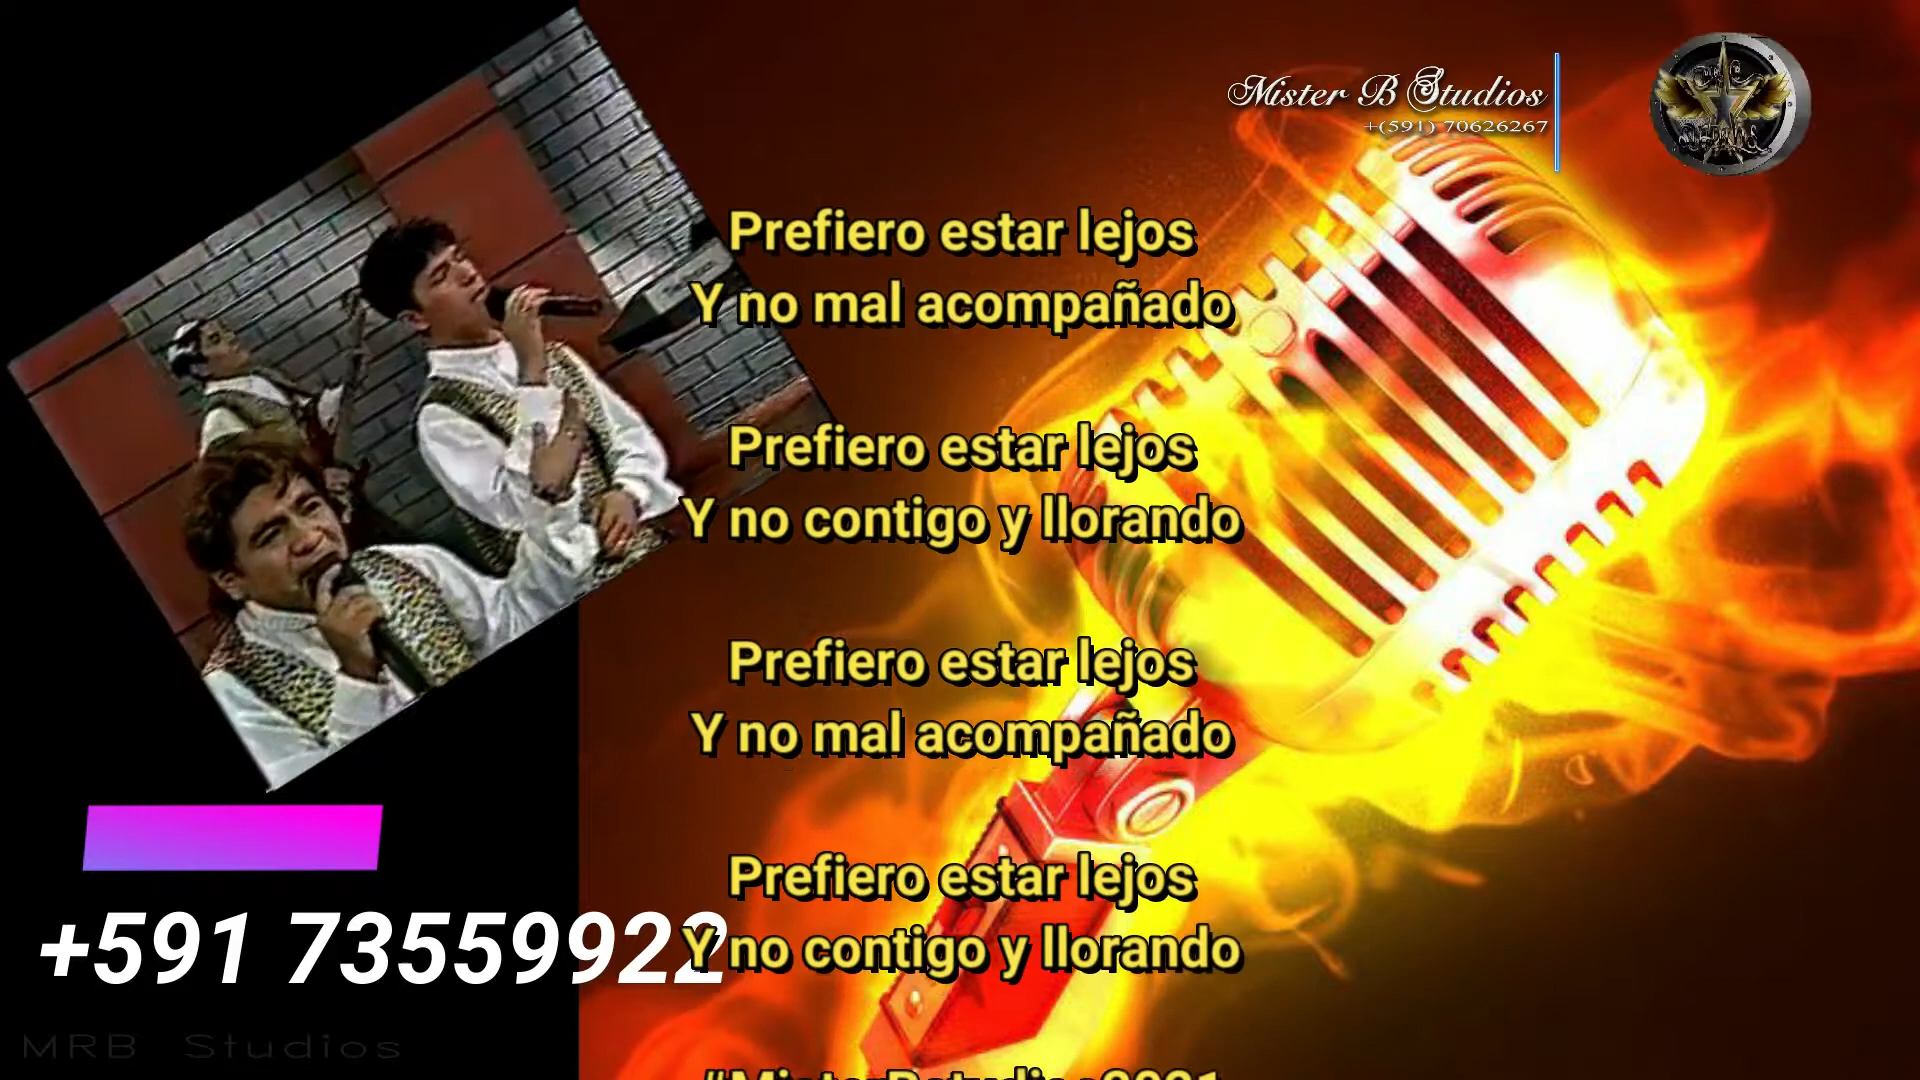 Mister B Studios
+(591) 70626267
Prefiero estar lejos
Y no mal acompañado
Prefiero estar lejos
Y no contigo y llorando
Prefiero estar lejos
Y no mal acompañado
Prefiero estar lejos
Y no contigo y llorando
+591 73559922
MRB Studios
#MisterBstudios2021